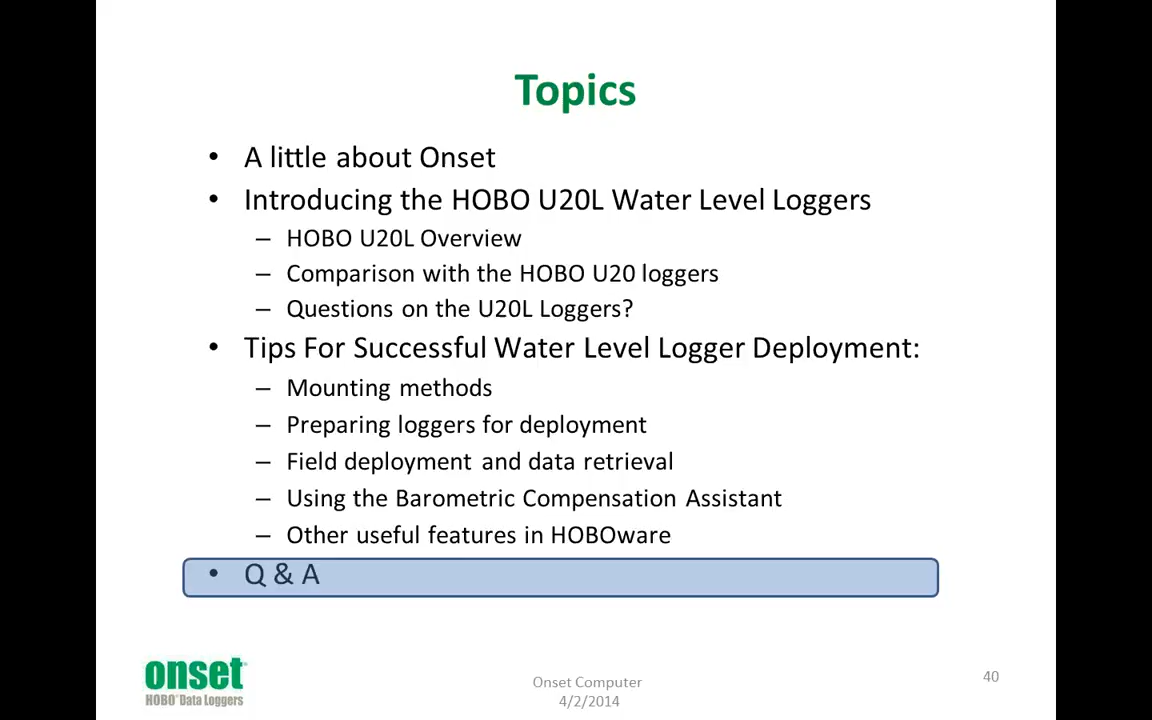 Topics
• A little about Onset
• Introducing the HOBO U20L Water Level Loggers
– HOBO U20L Overview
– Comparison with the HOBO U20 loggers
– Questions on the U20L Loggers?
• Tips For Successful Water Level Logger Deployment:
– Mounting methods
– Preparing loggers for deployment
– Field deployment and data retrieval
– Using the Barometric Compensation Assistant
– Other useful features in HOBOware
• Q & A
onset
HOBO® Data Loggers
Onset Computer
4/2/2014
40